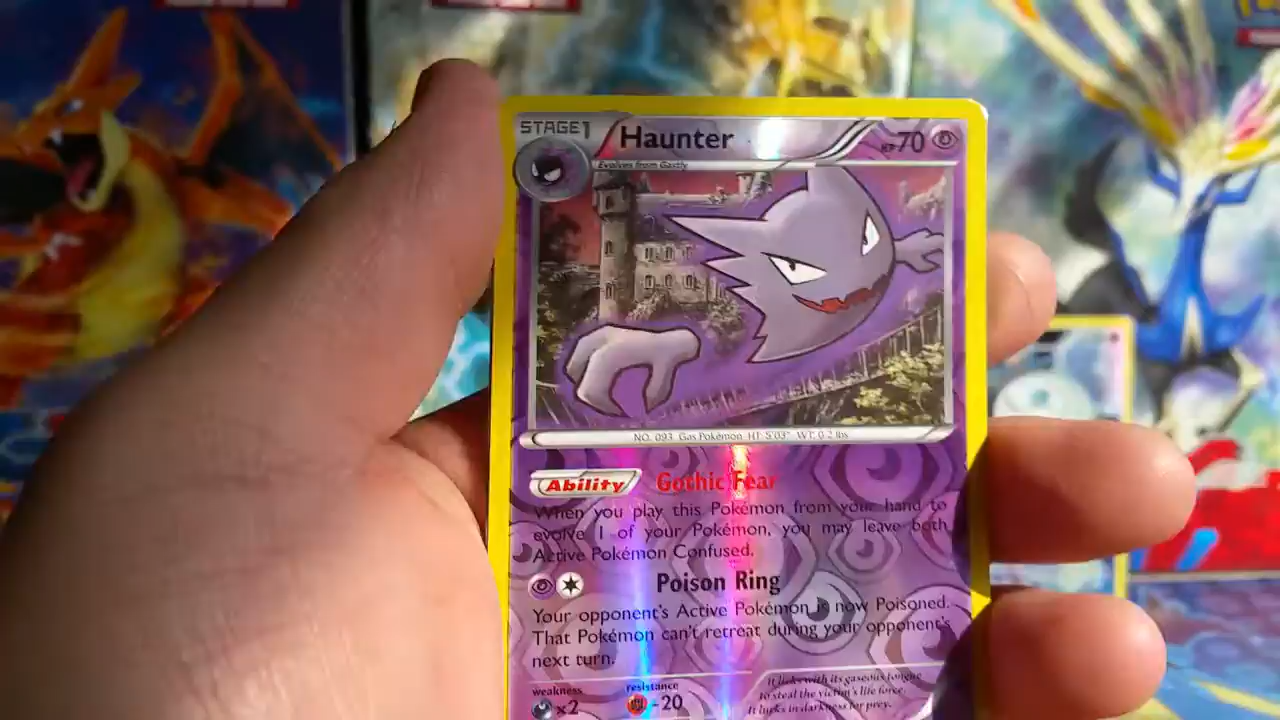 STAGE1 Haunter HP70
Evolves from Gastly
NO. 093 Gas Pokémon HT: 5'03" WT: 0.2 lbs
Ability Gothic Fear
When you play this Pokémon from your hand to
evolve 1 of your Pokémon, you may leave both
Active Pokémon Confused.
Poison Ring
Your opponent's Active Pokémon is now Poisoned.
That Pokémon can't retreat during your opponent's
next turn.
weakness resistance
×2 -20
It licks with its gaseous tongue
to steal the victim's life force.
It lurks in darkness for prey.